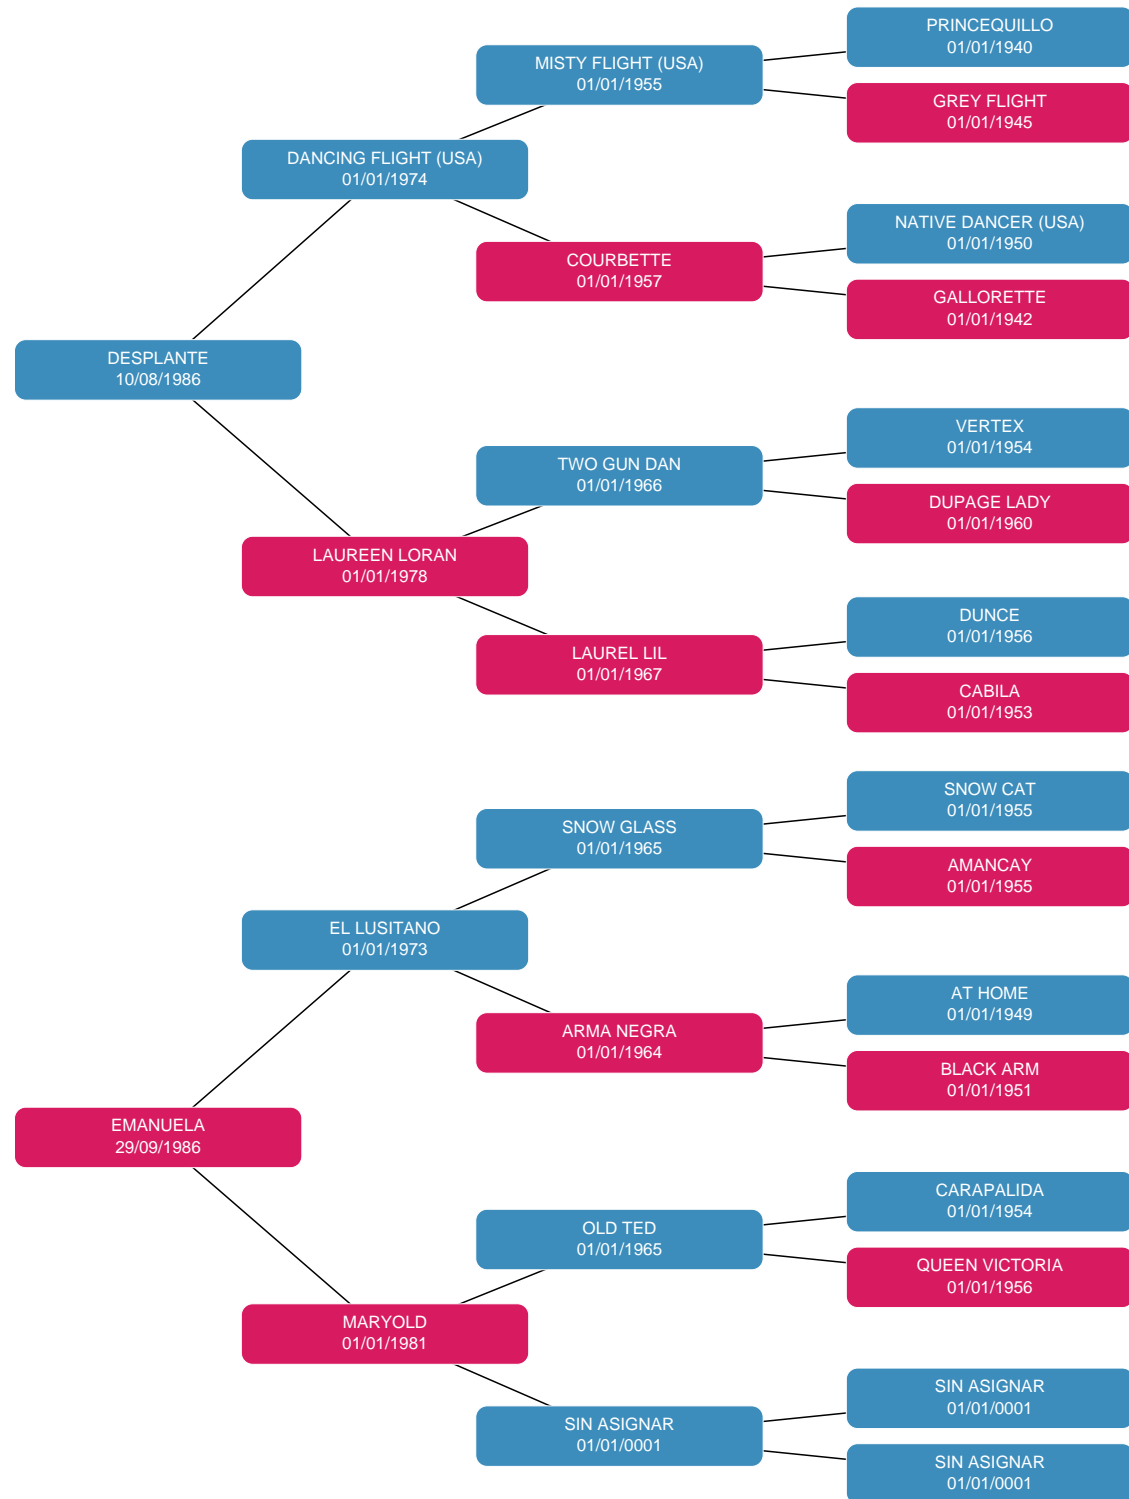 PRINCEQUILLO
01/01/1940
MISTY FLIGHT (USA)
01/01/1955
GREY FLIGHT
01/01/1945
DANCING FLIGHT (USA)
01/01/1974
NATIVE DANCER (USA)
01/01/1950
COURBETTE
01/01/1957
GALLORETTE
01/01/1942
DESPLANTE
10/08/1986
VERTEX
01/01/1954
TWO GUN DAN
01/01/1966
DUPAGE LADY
01/01/1960
LAUREEN LORAN
01/01/1978
DUNCE
01/01/1956
LAUREL LIL
01/01/1967
CABILA
01/01/1953
SNOW CAT
01/01/1955
SNOW GLASS
01/01/1965
AMANCAY
01/01/1955
EL LUSITANO
01/01/1973
AT HOME
01/01/1949
ARMA NEGRA
01/01/1964
BLACK ARM
01/01/1951
EMANUELA
29/09/1986
CARAPALIDA
01/01/1954
OLD TED
01/01/1965
QUEEN VICTORIA
01/01/1956
MARYOLD
01/01/1981
SIN ASIGNAR
01/01/0001
SIN ASIGNAR
01/01/0001
SIN ASIGNAR
01/01/0001